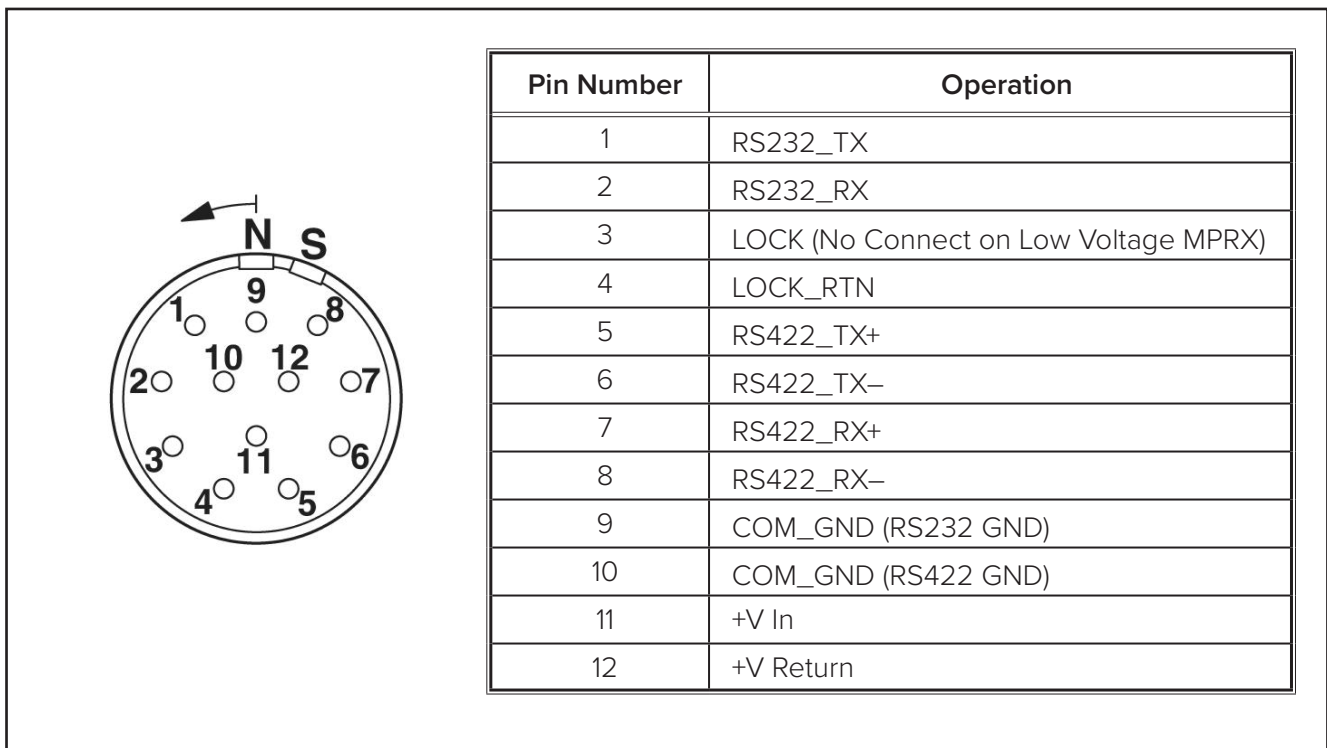 N S
9
1 8
10 12
2 7
3 11 6
4 5
Pin Number Operation
1 RS232_TX
2 RS232_RX
3 LOCK (No Connect on Low Voltage MPRX)
4 LOCK_RTN
5 RS422_TX+
6 RS422_TX–
7 RS422_RX+
8 RS422_RX–
9 COM_GND (RS232 GND)
10 COM_GND (RS422 GND)
11 +V In
12 +V Return